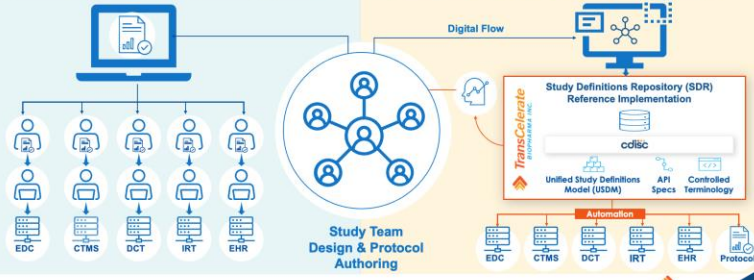 Digital Flow
Study Definitions Repository (SDR)
Reference Implementation
TransCelerate
BIOPHARMA INC.
cdisc
Unified Study Definitions
Model (USDM)
API
Specs
Controlled
Terminology
Automation
EDC
CTMS
DCT
IRT
EHR
Study Team
Design & Protocol
Authoring
EDC
CTMS
DCT
IRT
EHR
Protocol